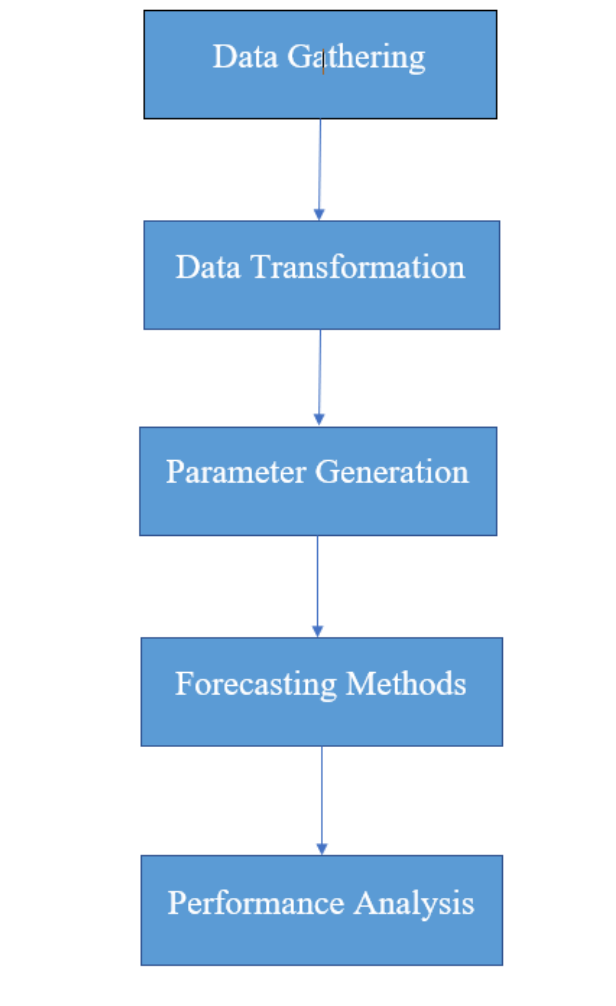 Data Gathering
Data Transformation
Parameter Generation
Forecasting Methods
Performance Analysis